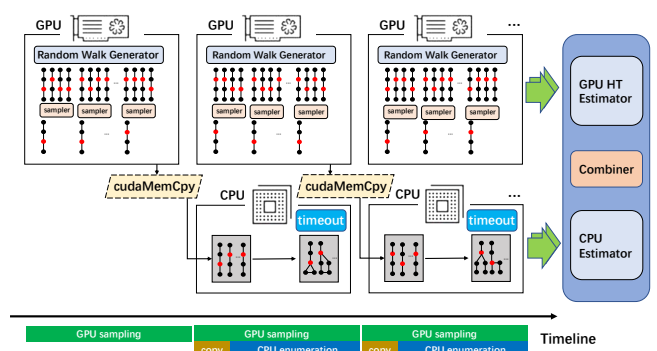 GPU
GPU
GPU
...
Random Walk Generator
Random Walk Generator
Random Walk Generator
...
...
...
sampler
sampler
sampler
sampler
sampler
sampler
sampler
sampler
sampler
...
...
...
GPU HT
Estimator
Combiner
CPU
Estimator
cudaMemCpy
cudaMemCpy
CPU
CPU
...
timeout
timeout
...
...
...
...
Timeline
GPU sampling
GPU sampling
GPU sampling
copy
CPU enumeration
copy
CPU enumeration